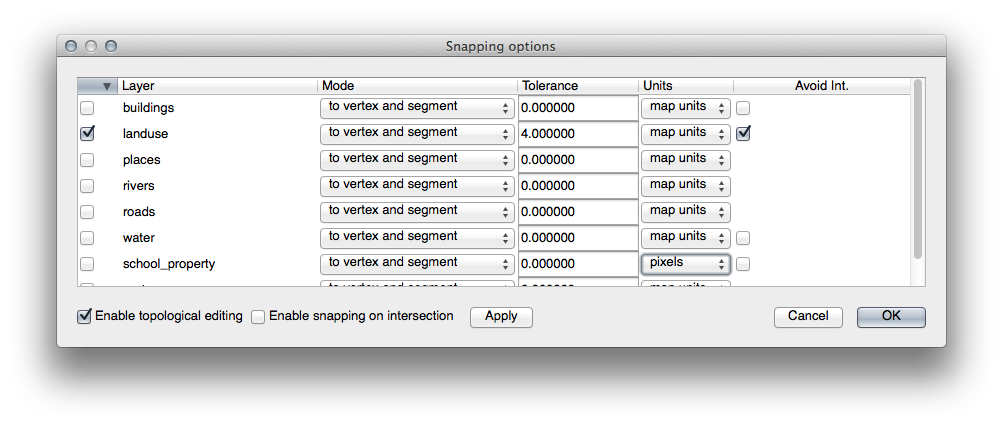 Snapping options
Layer Mode Tolerance Units Avoid Int.
buildings to vertex and segment 0.000000 map units
landuse to vertex and segment 4.000000 map units
places to vertex and segment 0.000000 map units
rivers to vertex and segment 0.000000 map units
roads to vertex and segment 0.000000 map units
water to vertex and segment 0.000000 map units
school_property to vertex and segment 0.000000 pixels
Enable topological editing Enable snapping on intersection Apply Cancel OK